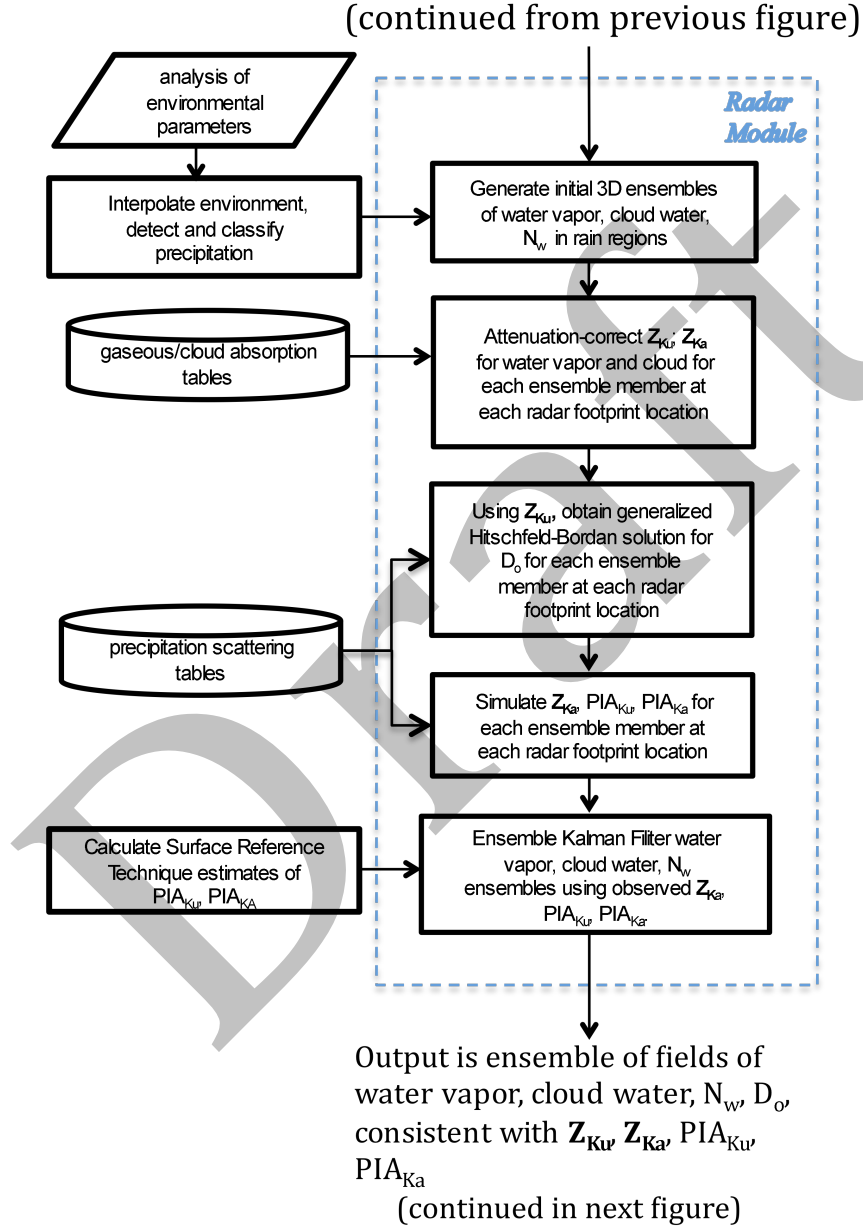 (continued from previous figure)
analysis of
environmental
parameters
Radar
Module
Interpolate environment,
detect and classify
precipitation
Generate initial 3D ensembles
of water vapor, cloud water,
Nw in rain regions
gaseous/cloud absorption
tables
Attenuation-correct ZKu, ZKa
for water vapor and cloud for
each ensemble member at
each radar footprint location
Using ZKu, obtain generalized
Hitschfeld-Bordan solution for
Do for each ensemble
member at each radar
footprint location
precipitation scattering
tables
Simulate ZKa, PIAKu, PIAKa for
each ensemble member at
each radar footprint location
Calculate Surface Reference
Technique estimates of
PIAKu, PIAKA
Ensemble Kalman Filiter water
vapor, cloud water, Nw
ensembles using observed ZKa,
PIAKu, PIAKa.
Output is ensemble of fields of
water vapor, cloud water, Nw, Do,
consistent with ZKu, ZKa, PIAKu,
PIAKa
(continued in next figure)
Draft